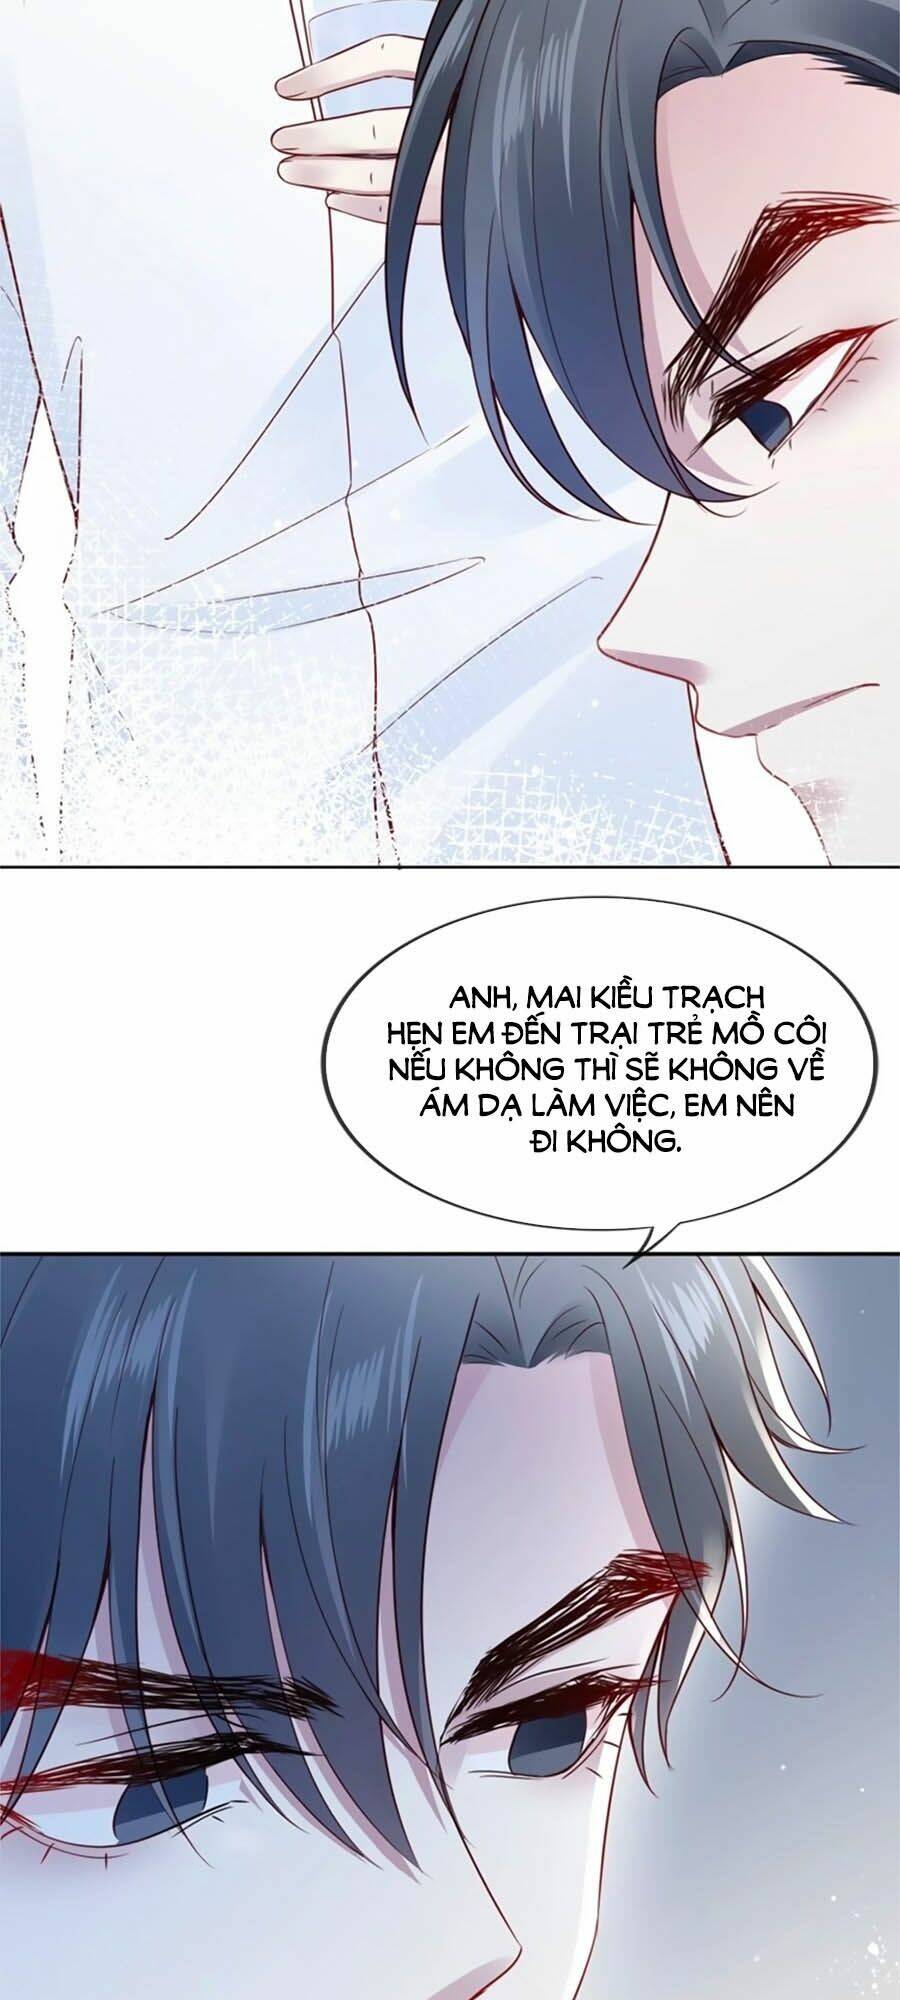 ANH, MAI KIỀU TRẠCH
HẸN EM ĐẾN TRẠI TRẺ MỒ CÔI
NẾU KHÔNG THÌ SẼ KHÔNG VỀ
ÁM DẠ LÀM VIỆC, EM NÊN
ĐI KHÔNG.